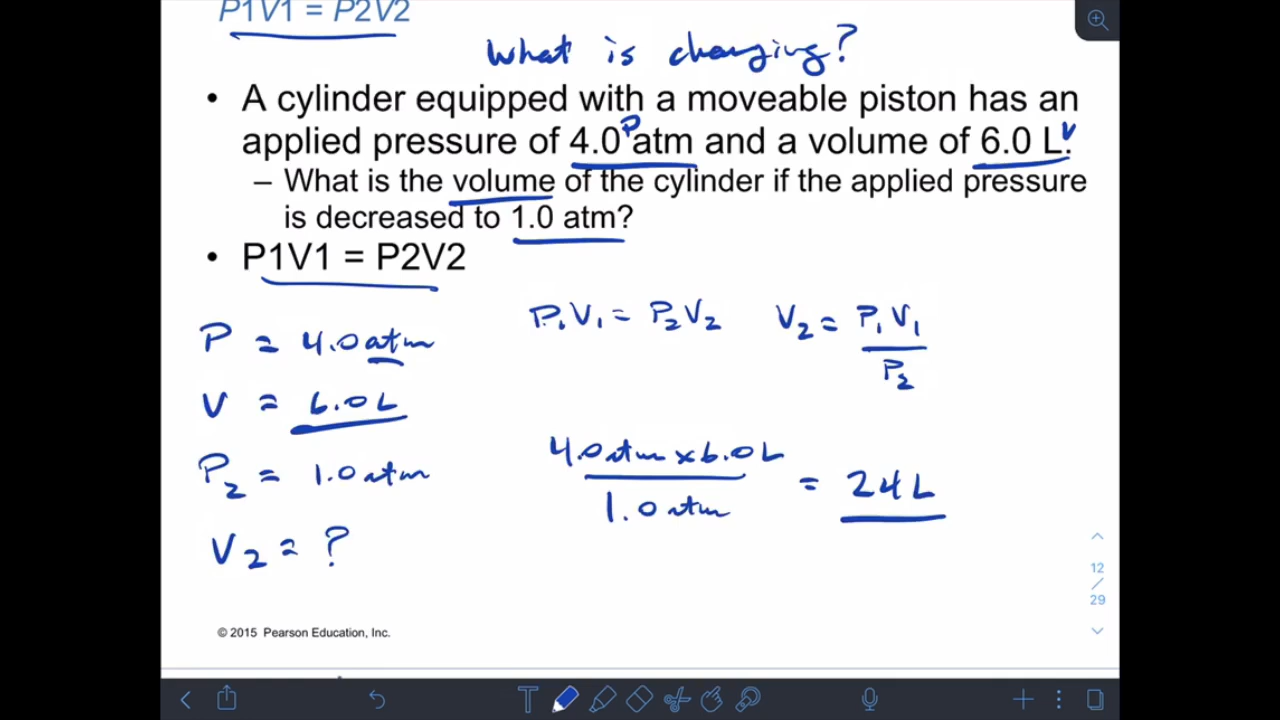 P1V1 = P2V2
What is changing?
• A cylinder equipped with a moveable piston has an
applied pressure of 4.0 atm and a volume of 6.0 L.
P
V
– What is the volume of the cylinder if the applied pressure
is decreased to 1.0 atm?
• P1V1 = P2V2
P₁V₁ = P₂V₂
V₂ = P₁V₁
P₂
P = 4.0 atm
V = 6.0 L
P₂ = 1.0 atm
V₂ = ?
4.0 atm x 6.0 L
1.0 atm
= 24 L
12
/
29
© 2015 Pearson Education, Inc.
T